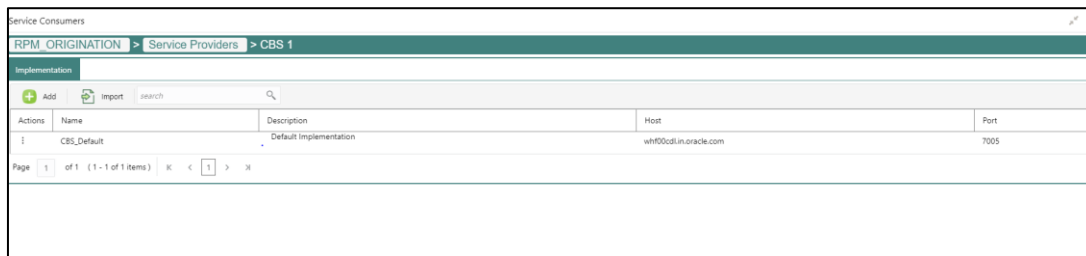 Service Consumers
RPM_ORIGINATION > Service Providers > CBS 1
Implementation
Add Import search
Actions Name Description Host Port
CBS_Default Default Implementation whf00cdl.in.oracle.com 7005
Page 1 of 1 (1 - 1 of 1 items) K < 1 > X